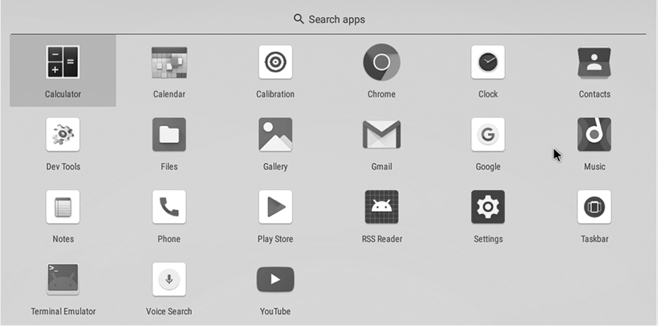 Search apps
Calculator Calendar Calibration Chrome Clock Contacts
Dev Tools Files Gallery Gmail Google Music
Notes Phone Play Store RSS Reader Settings Taskbar
Terminal Emulator Voice Search YouTube